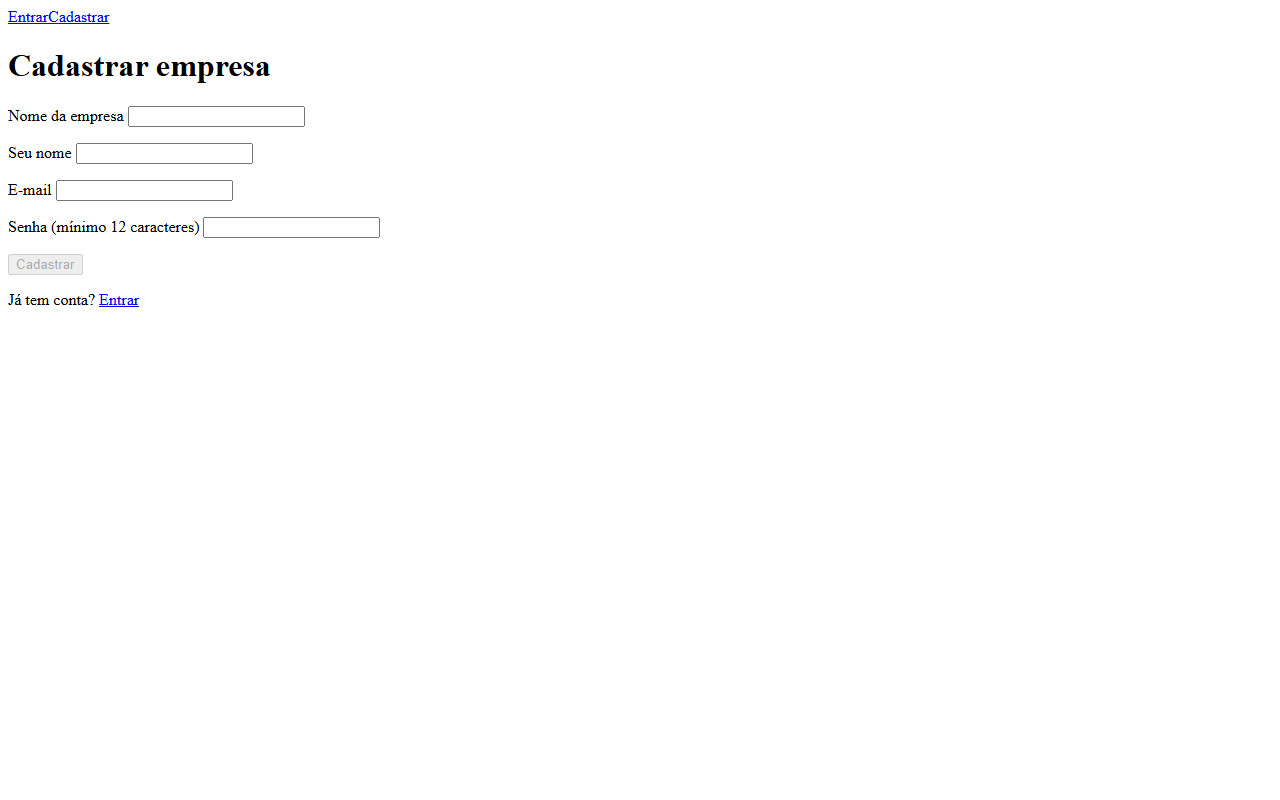 EntrarCadastrar
Cadastrar empresa
Nome da empresa
Seu nome
E-mail
Senha (mínimo 12 caracteres)
Cadastrar
Já tem conta? Entrar